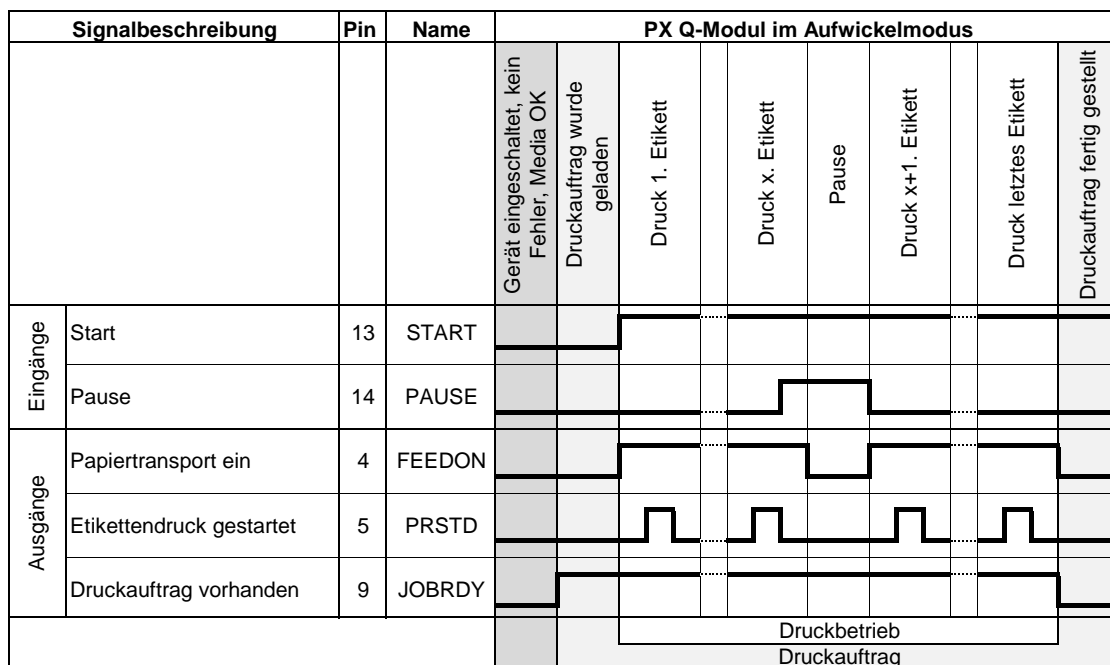 Signalbeschreibung Pin Name PX Q-Modul im Aufwickelmodus
Gerät eingeschaltet, kein
Fehler, Media OK
Druckauftrag wurde
geladen
Druck 1. Etikett
Druck x. Etikett
Pause
Druck x+1. Etikett
Druck letztes Etikett
Druckauftrag fertig gestellt
Eingänge
Start 13 START
Pause 14 PAUSE
Ausgänge
Papiertransport ein 4 FEEDON
Etikettendruck gestartet 5 PRSTD
Druckauftrag vorhanden 9 JOBRDY
Druckbetrieb
Druckauftrag